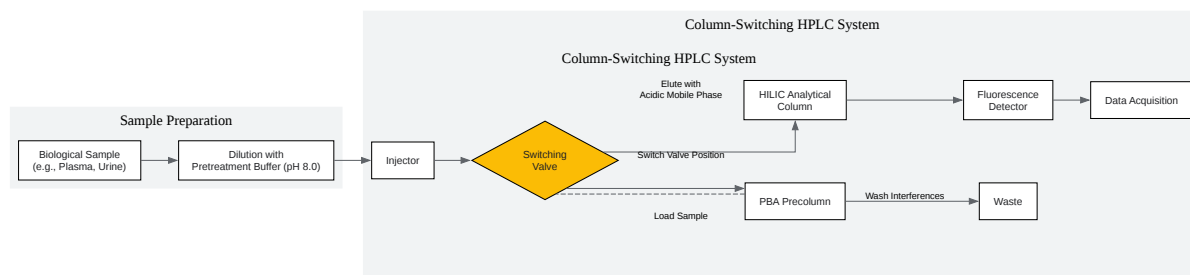 Column-Switching HPLC System
Column-Switching HPLC System
Sample Preparation
Biological Sample
(e.g., Plasma, Urine)
Dilution with
Pretreatment Buffer (pH 8.0)
Injector
Switching
Valve
Elute with
Acidic Mobile Phase
Switch Valve Position
Load Sample
HILIC Analytical
Column
Fluorescence
Detector
Data Acquisition
PBA Precolumn
Wash Interferences
Waste